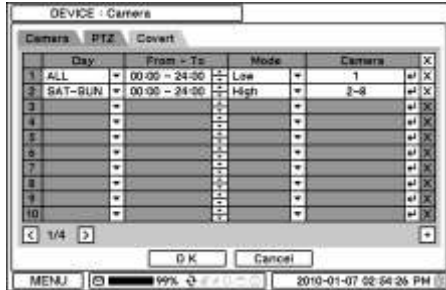 DEVICE : Camera
Camera PTZ Covert
Day From - To Mode Camera X
1 ALL 00:00 ~ 24:00 Low 1 X
2 SAT-SUN 00:00 ~ 24:00 High 2-8 X
3 X
4 X
5 X
6 X
7 X
8 X
9 X
10 X
< 1/4 > +
OK Cancel
MENU 99% 2010-01-07 02:54:26 PM